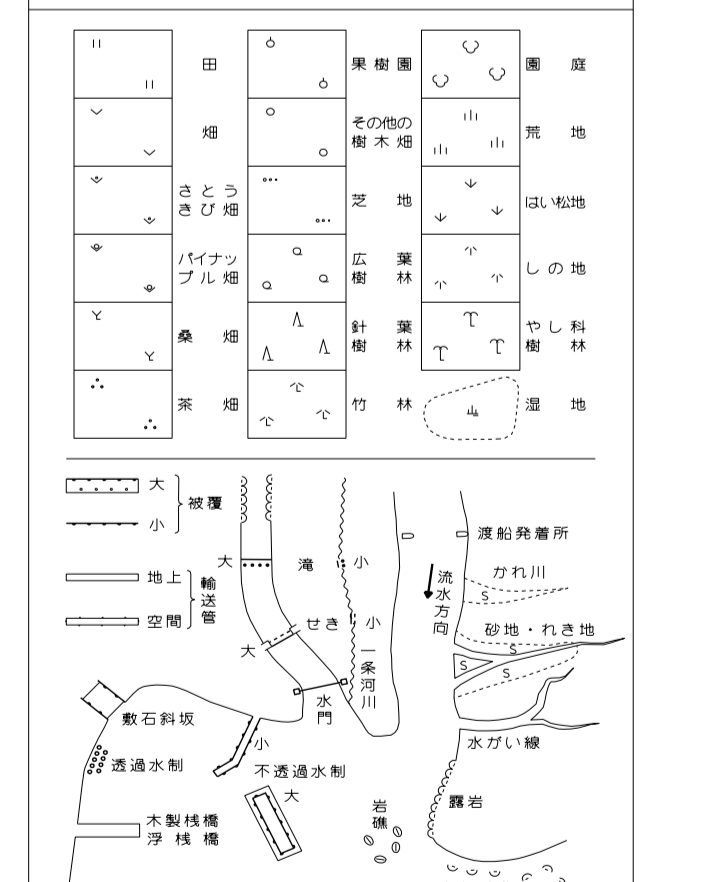 田
畑
さとう
きび畑
パイナッ
プル畑
桑畑
茶畑
果樹園
その他の
樹木畑
芝地
広葉
樹林
針葉
樹林
竹林
園庭
荒地
はい松地
しの地
やし科
樹林
湿地
大
小
被覆
地上
空間
輸送管
大
滝
小
せき
小
大
一条河川
水門
渡船発着所
流水方向
かれ川
S
砂地・れき地
S
S
S
水がい線
敷石斜坂
透過水制
小
不透過水制
大
木製桟橋
浮桟橋
岩礁
露岩